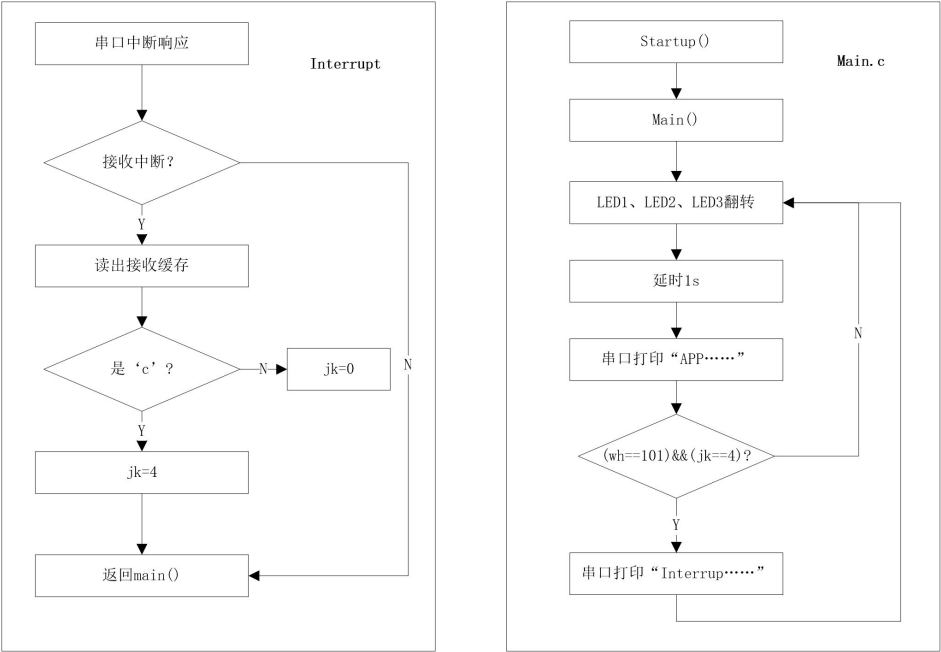 串口中断响应
Interrupt
接收中断?
Y
读出接收缓存
是‘c’?
N
jk=0
N
Y
jk=4
返回main()
Startup()
Main.c
Main()
LED1、LED2、LED3翻转
延时1s
N
串口打印“APP……”
(wh==101)&&(jk==4)?
Y
串口打印“Interrup……”